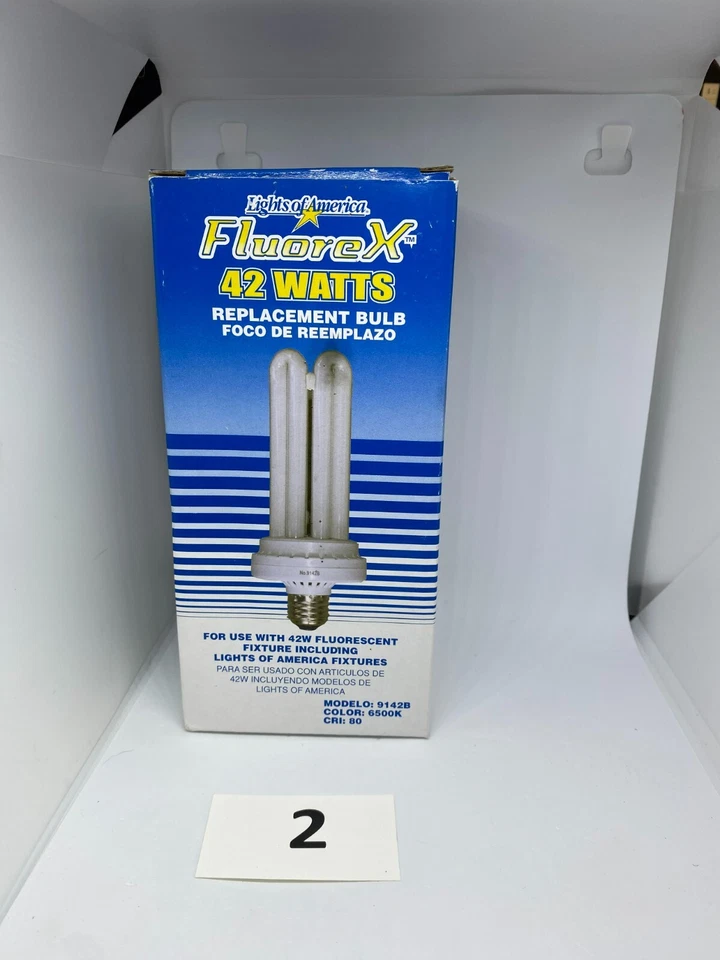 Lights of America
FluoreX™
42 WATTS
REPLACEMENT BULB
FOCO DE REEMPLAZO
FOR USE WITH 42W FLUORESCENT
FIXTURE INCLUDING
LIGHTS OF AMERICA FIXTURES
PARA SER USADO CON ARTICULOS DE
42W INCLUYENDO MODELOS DE
LIGHTS OF AMERICA
MODELO: 9142B
COLOR: 6500K
CRI: 80
2